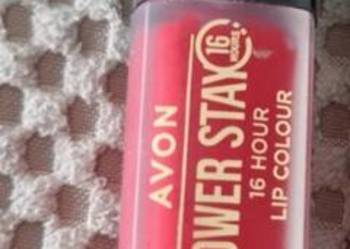 AVON
OWER STAY
16
HOURS
16 HOUR
LIP COLOUR